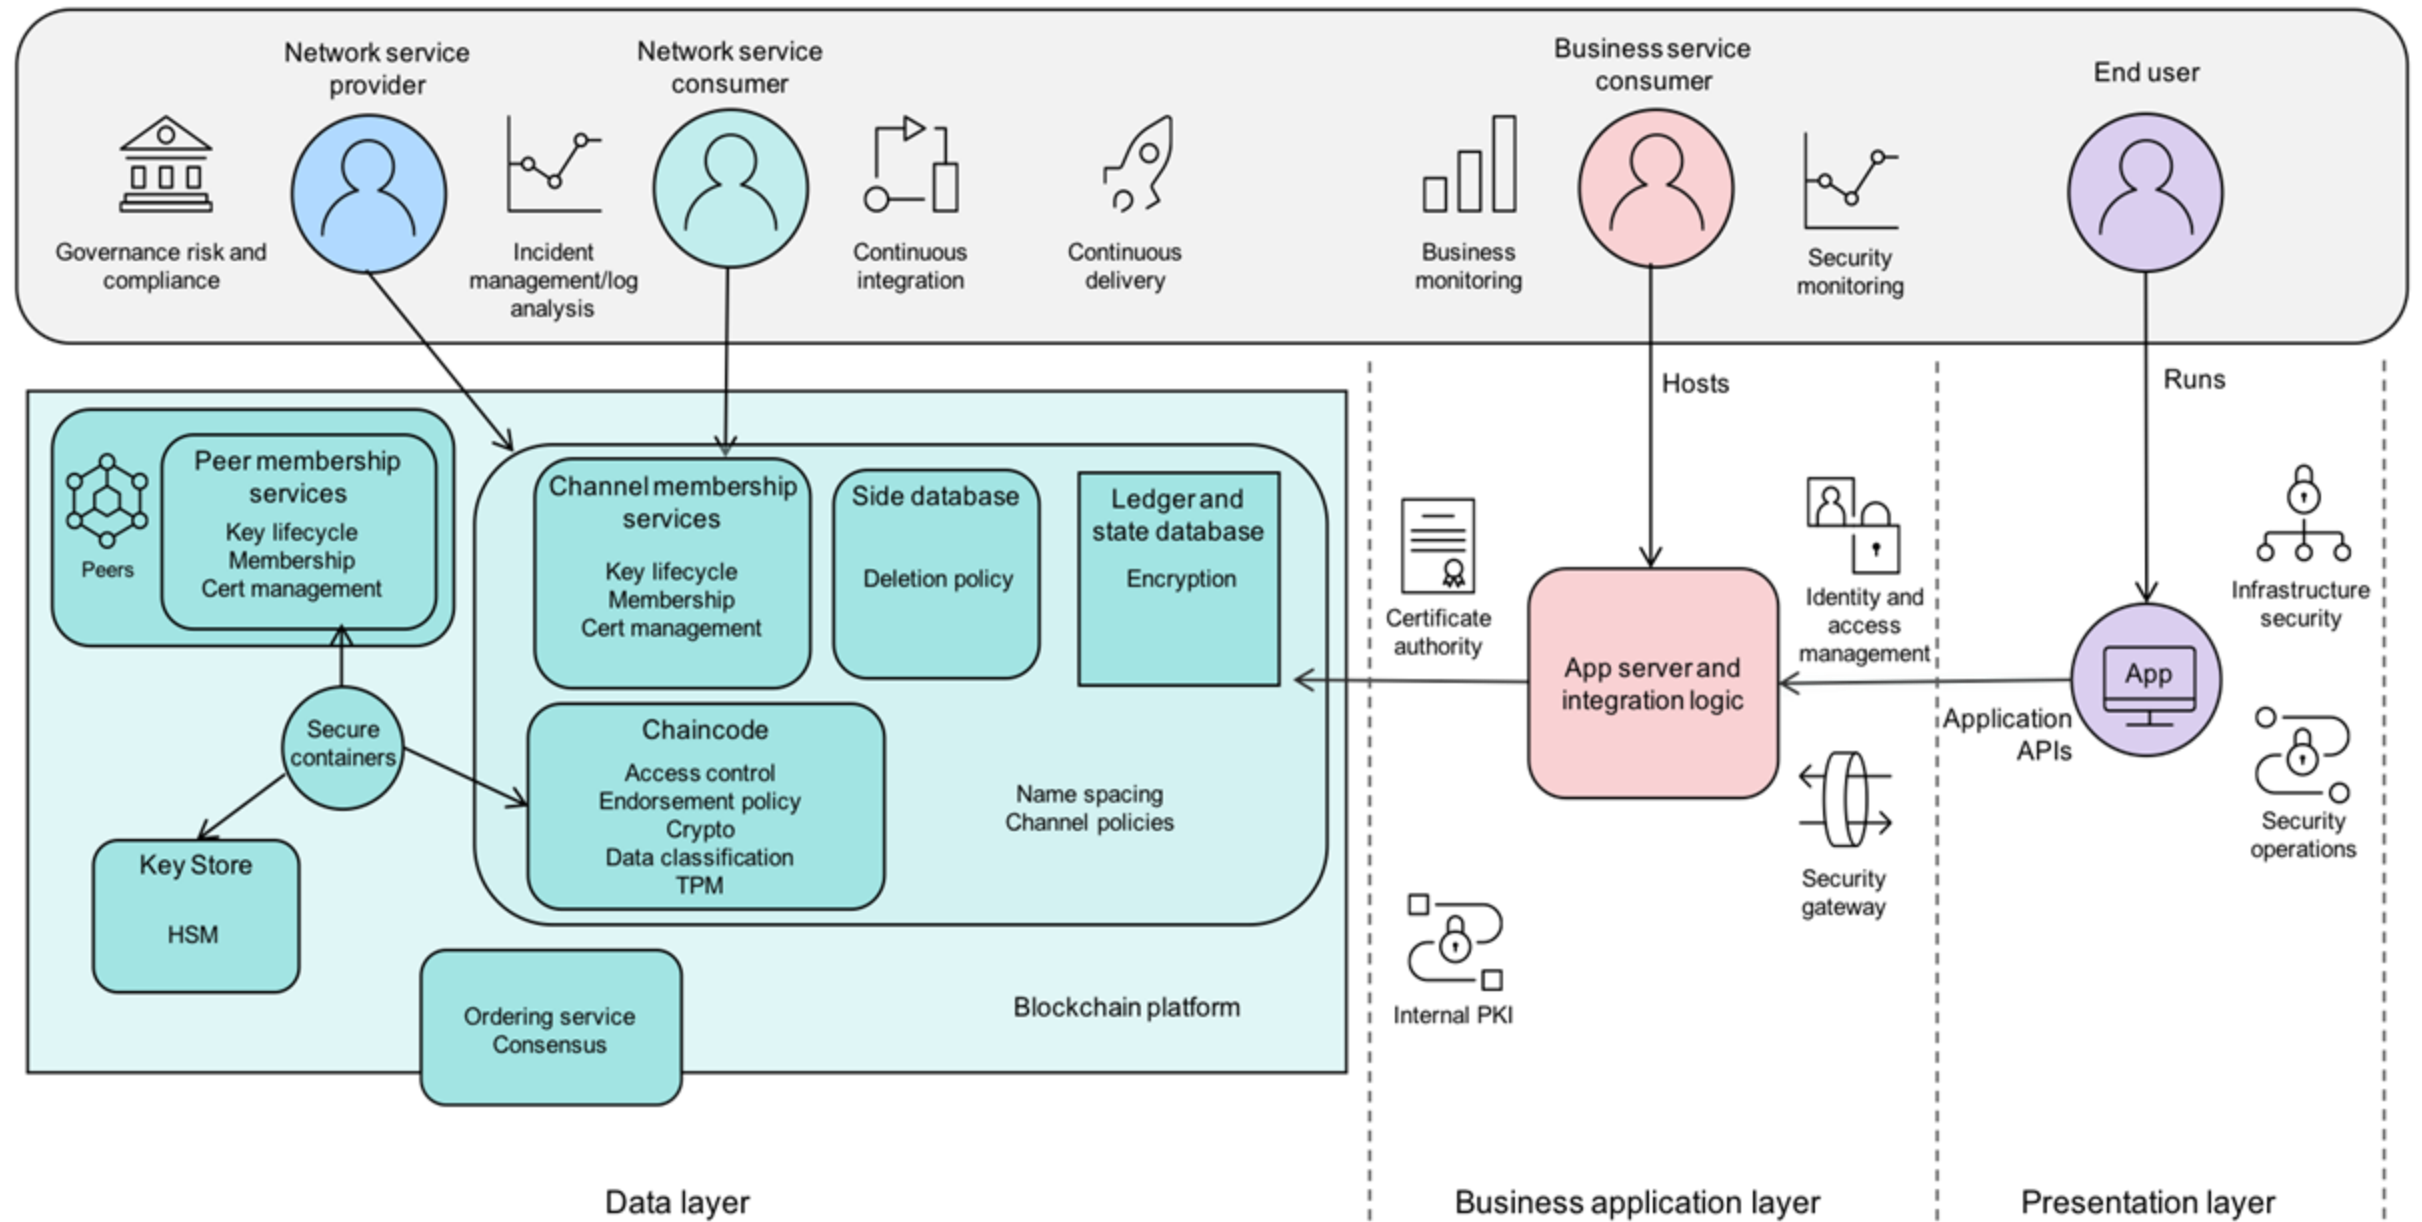 Network service
provider
Network service
consumer
Business service
consumer
End user
Governance risk and
compliance
Incident
management/log
analysis
Continuous
integration
Continuous
delivery
Business
monitoring
Security
monitoring
Hosts
Runs
Peers
Peer membership
services
Key lifecycle
Membership
Cert management
Channel membership
services
Key lifecycle
Membership
Cert management
Side database
Deletion policy
Ledger and
state database
Encryption
Secure
containers
Chaincode
Access control
Endorsement policy
Crypto
Data classification
TPM
Name spacing
Channel policies
Key Store
HSM
Ordering service
Consensus
Blockchain platform
Certificate
authority
App server and
integration logic
Identity and
access
management
Security
gateway
Internal PKI
Application
APIs
App
Infrastructure
security
Security
operations
Data layer
Business application layer
Presentation layer